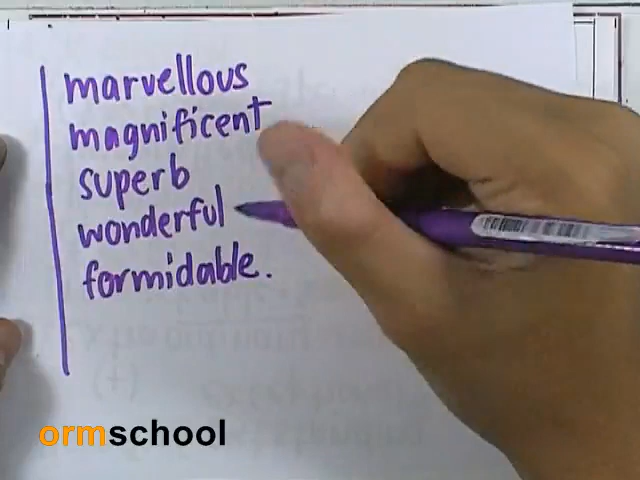 marvellous
magnificent
superb
wonderful
formidable.
ormschool